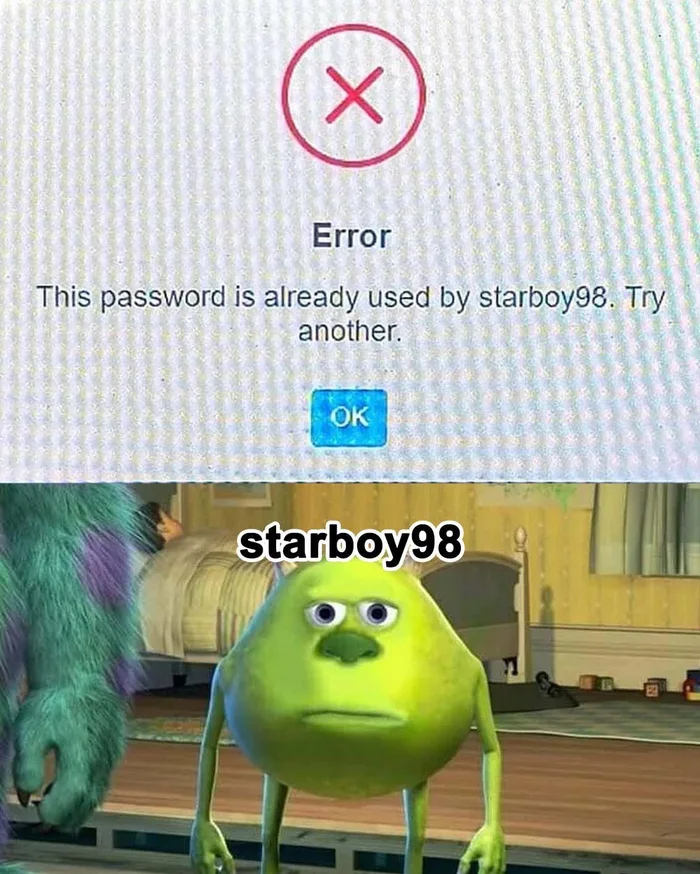 Error
This password is already used by starboy98. Try
another.
OK
starboy98